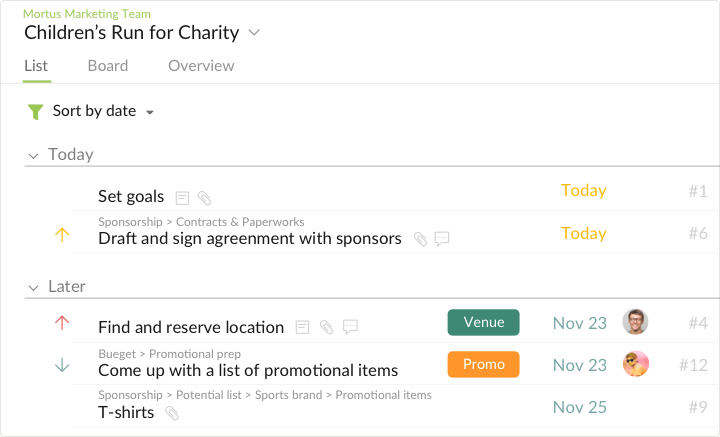 Mortus Marketing Team
Children's Run for Charity
List Board Overview
Sort by date
Today
Set goals Today #1
Sponsorship > Contracts & Paperworks
Draft and sign agreenment with sponsors Today #6
Later
Find and reserve location Venue Nov 23 #4
Bueget > Promotional prep
Come up with a list of promotional items Promo Nov 23 #12
Sponsorship > Potential list > Sports brand > Promotional items
T-shirts Nov 25 #9